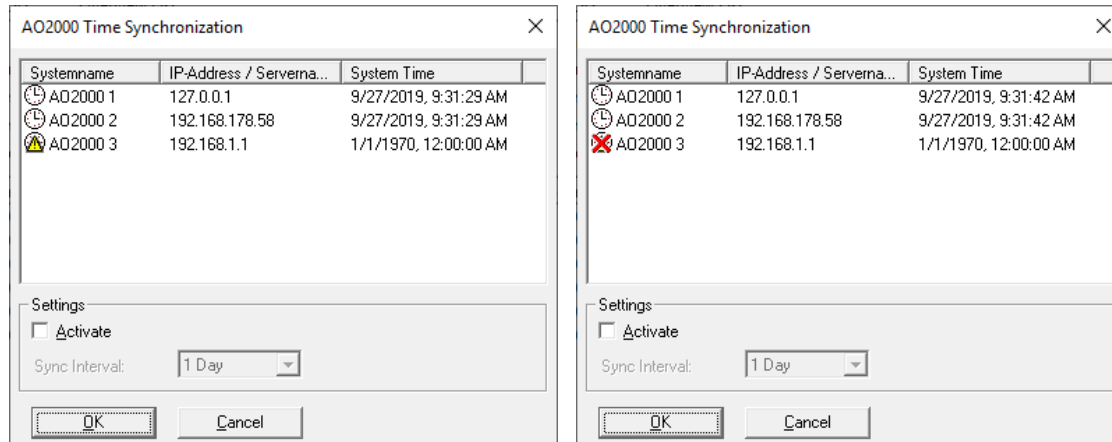 AO2000 Time Synchronization
Systemname IP-Address / Serverna... System Time
AO2000 1 127.0.0.1 9/27/2019, 9:31:29 AM
AO2000 2 192.168.178.58 9/27/2019, 9:31:29 AM
AO2000 3 192.168.1.1 1/1/1970, 12:00:00 AM
Settings
Activate
Sync Interval: 1 Day
OK Cancel
AO2000 Time Synchronization
Systemname IP-Address / Serverna... System Time
AO2000 1 127.0.0.1 9/27/2019, 9:31:42 AM
AO2000 2 192.168.178.58 9/27/2019, 9:31:42 AM
AO2000 3 192.168.1.1 1/1/1970, 12:00:00 AM
Settings
Activate
Sync Interval: 1 Day
OK Cancel